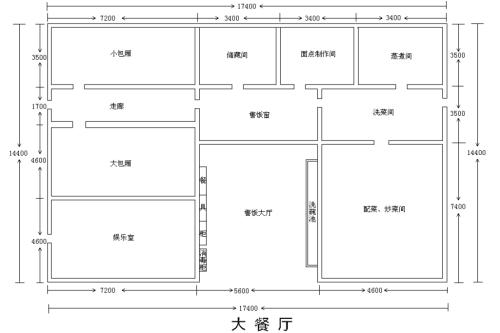 17400
7200
3400
3400
3400
3500
小包厢
储藏间
面点制作间
蒸煮间
3500
1700
走廊
售饭窗
洗菜间
3500
14400
14400
4600
大包厢
餐
具
柜
消毒柜
售饭大厅
洗碗池
配菜、炒菜间
7400
4600
娱乐室
7200
5600
4600
17400
大餐厅